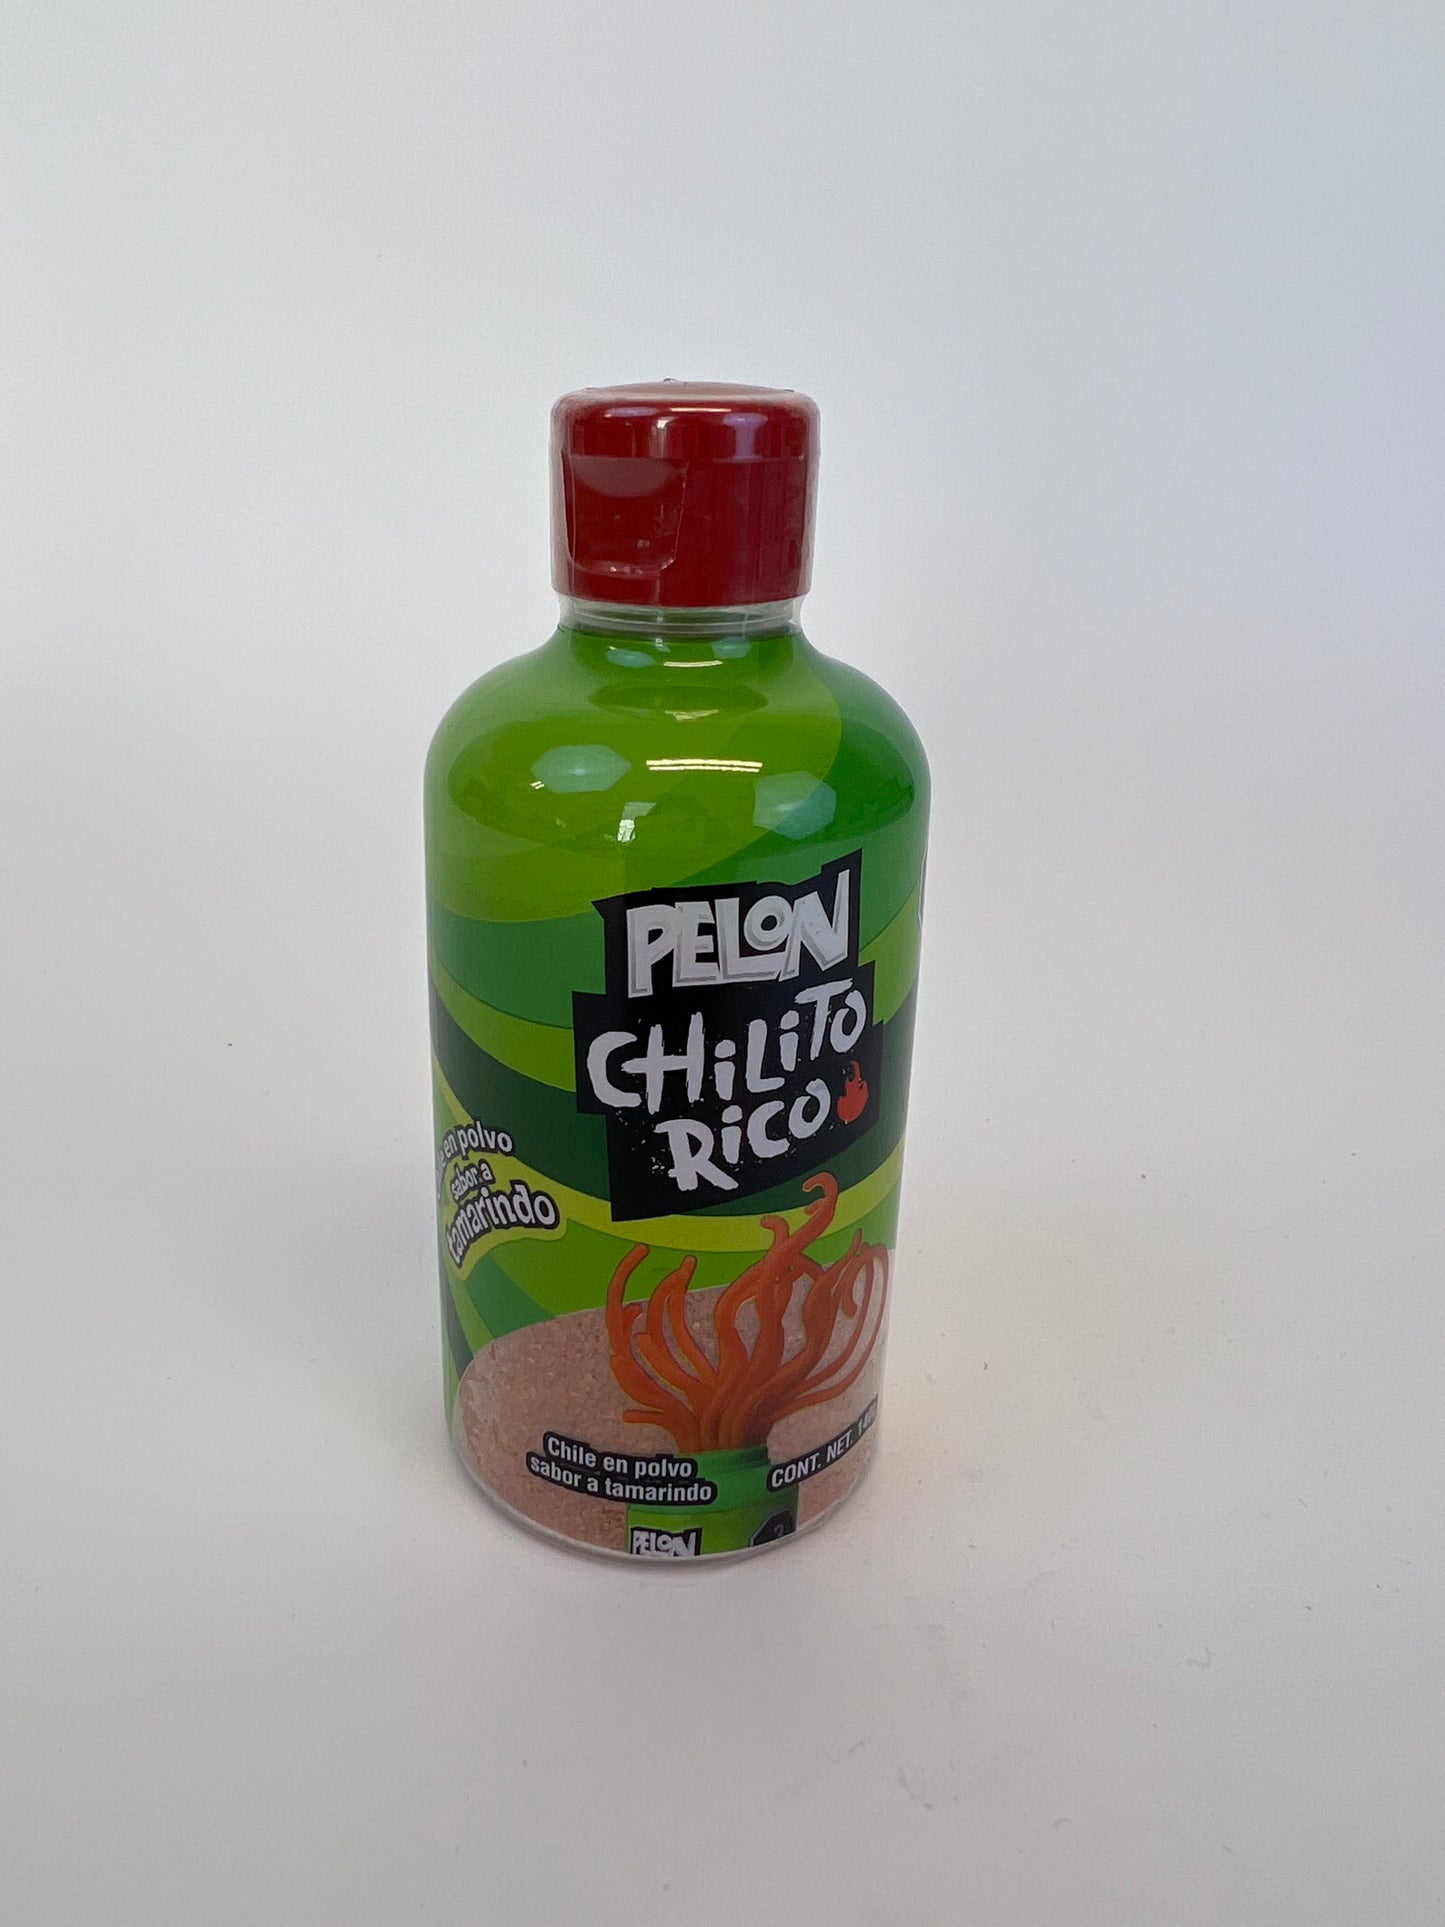 PELON
CHiLiTO
RiCO
en polvo
sabor a
tamarindo
Chile en polvo
sabor a tamarindo
CONT. NET.
PELON